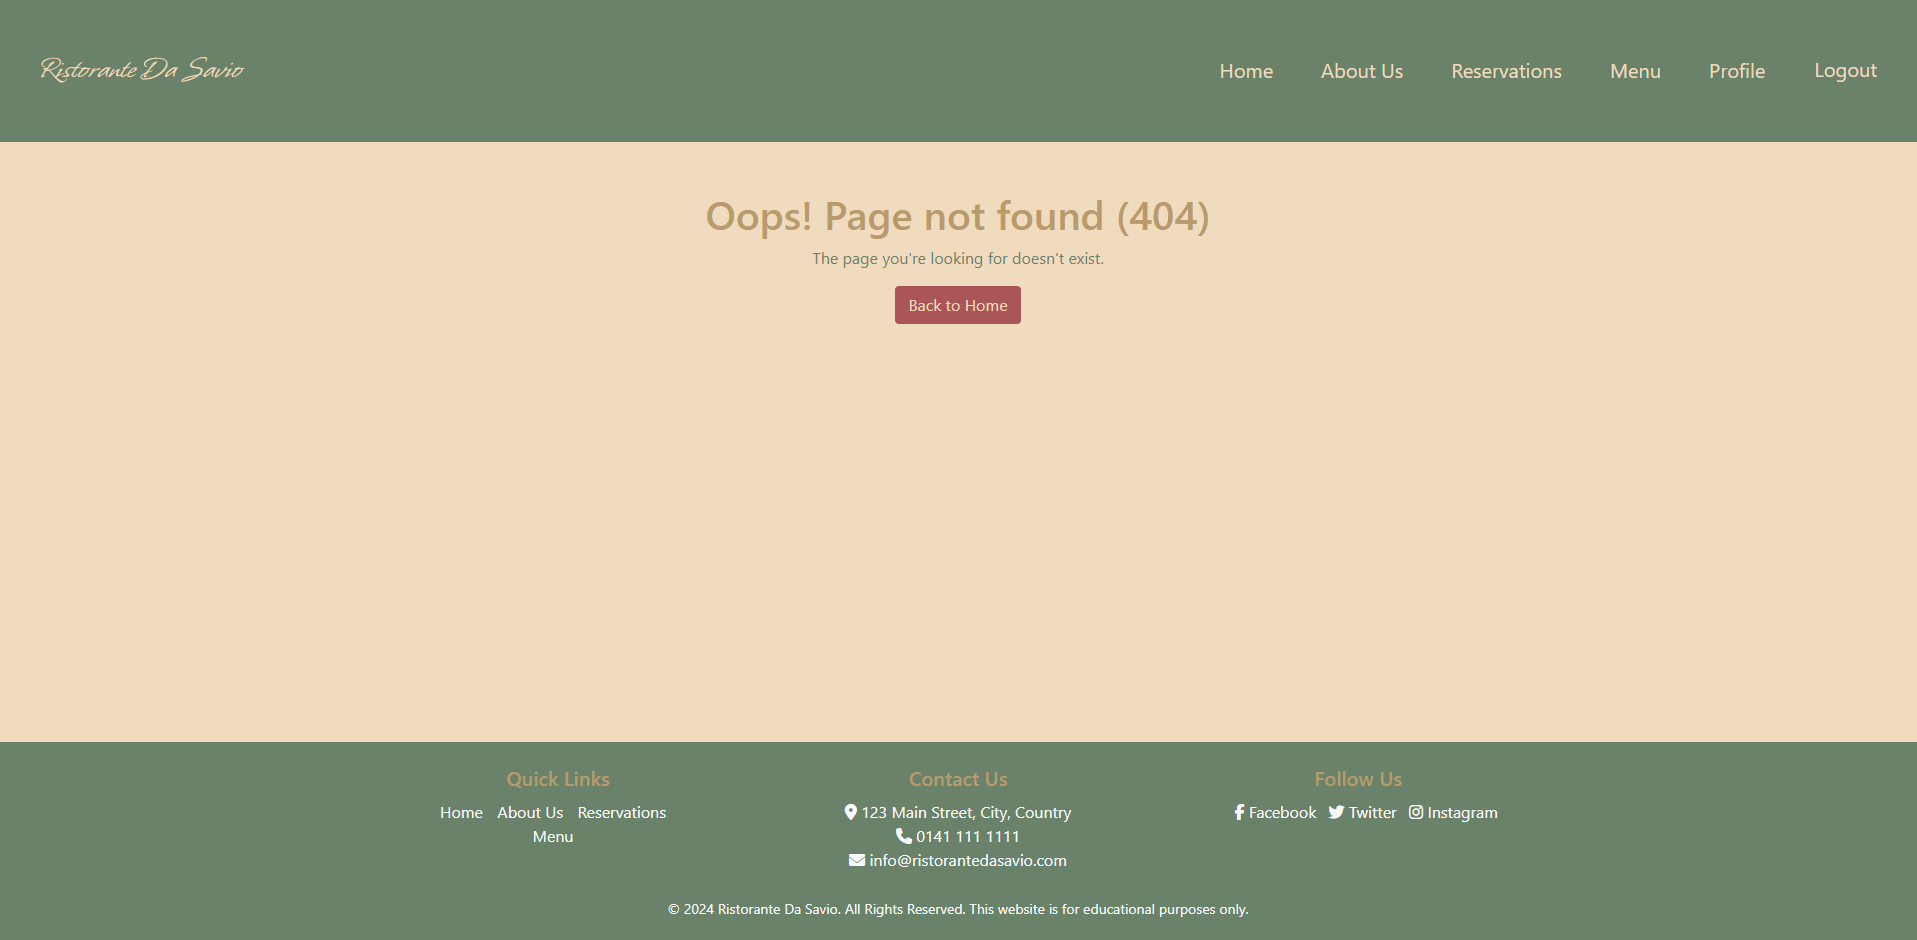 Ristorante Da Savio
Home About Us Reservations Menu Profile Logout
Oops! Page not found (404)
The page you're looking for doesn't exist.
Back to Home
Quick Links
Home About Us Reservations
Menu
Contact Us
123 Main Street, City, Country
0141 111 1111
info@ristorantedasavio.com
Follow Us
Facebook Twitter Instagram
© 2024 Ristorante Da Savio. All Rights Reserved. This website is for educational purposes only.